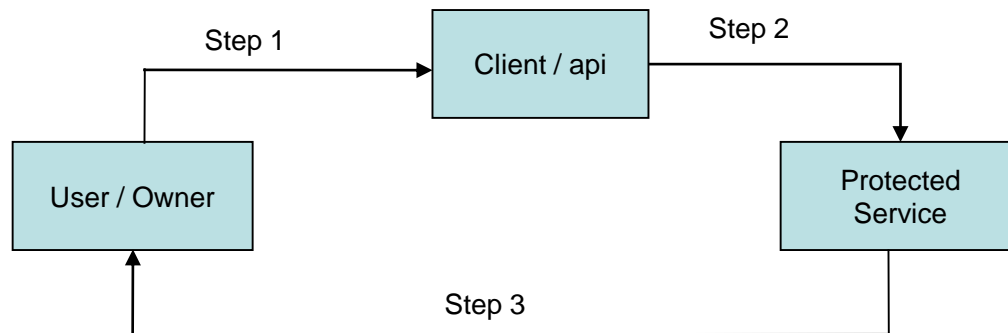 Step 1
Client / api
Step 2
User / Owner
Protected
Service
Step 3